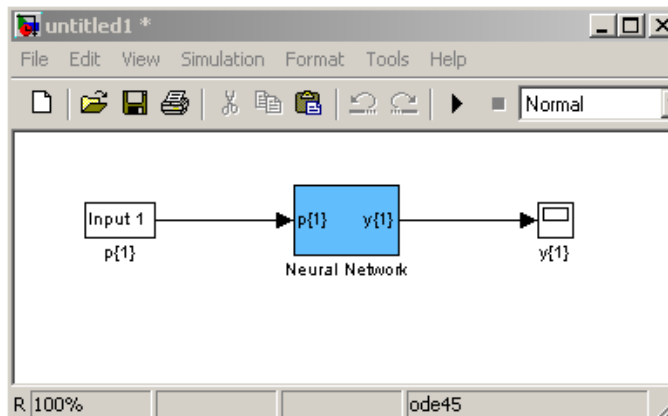 untitled1 *
File Edit View Simulation Format Tools Help
Normal
Input 1
p{1} y{1}
p{1}
Neural Network
y{1}
R 100% ode45